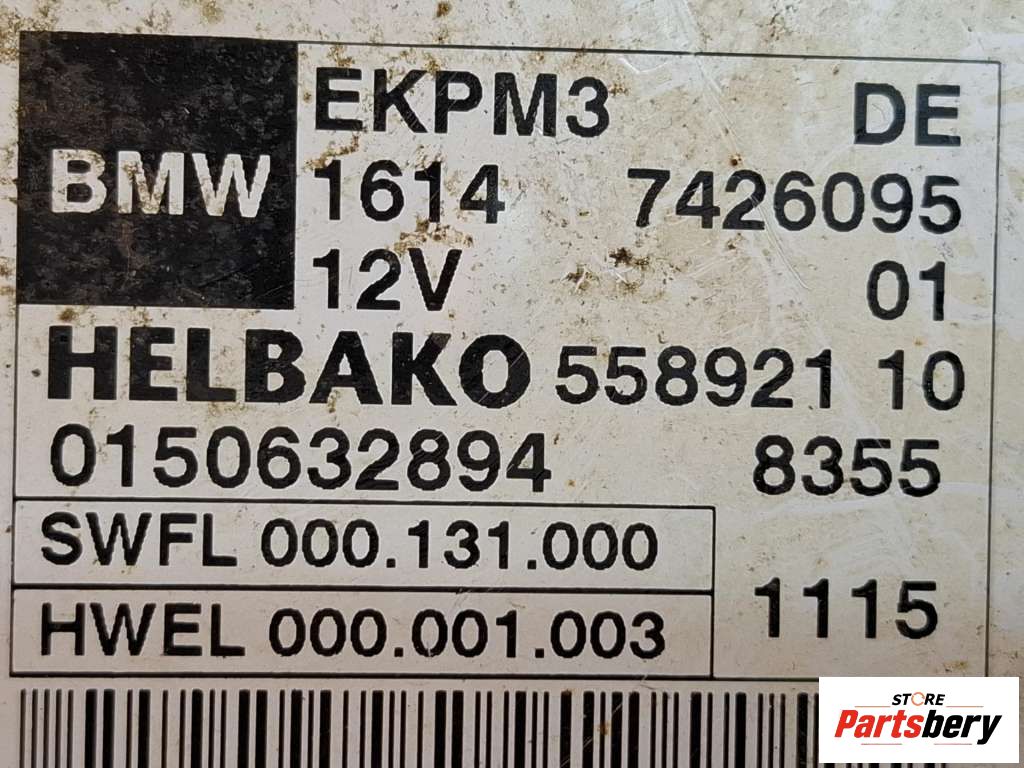 BMW
EKPM3 DE
1614 7426095
12V 01
HELBAKO 558921 10
0150632894 8355
SWFL 000.131.000
HWEL 000.001.003 1115
STORE
Partsbery